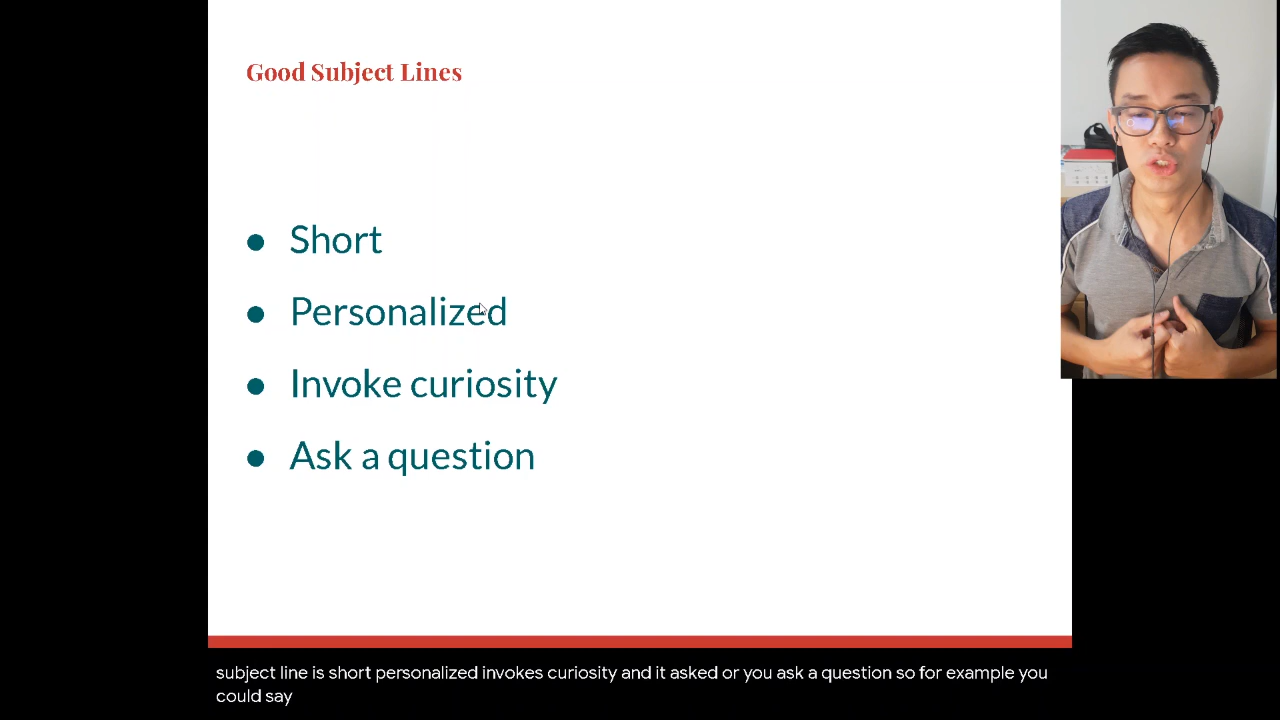 Good Subject Lines
Short
Personalized
Invoke curiosity
Ask a question
subject line is short personalized invokes curiosity and it asked or you ask a question so for example you
could say